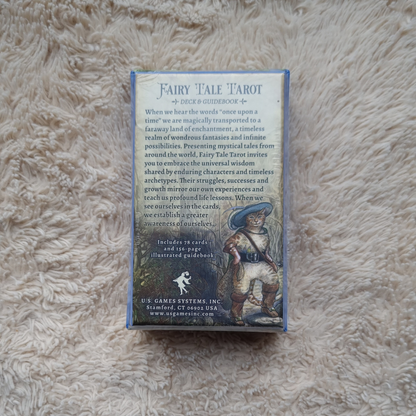 FAIRY TALE TAROT
DECK & GUIDEBOOK
When we hear the words "once upon a
time" we are magically transported to a
faraway land of enchantment, a timeless
realm of wondrous fantasies and infinite
possibilities. Presenting mystical tales from
around the world, Fairy Tale Tarot invites
you to embrace the universal wisdom
shared by enduring characters and timeless
archetypes. Their struggles, successes and
growth mirror our own experiences and
teach us profound life lessons. When we
see ourselves in the cards,
we establish a greater
awareness of ourselves.
Includes 78 cards
and 156-page
illustrated guidebook
U.S. GAMES SYSTEMS, INC.
Stamford, CT 06902 USA
www.usgamesinc.com